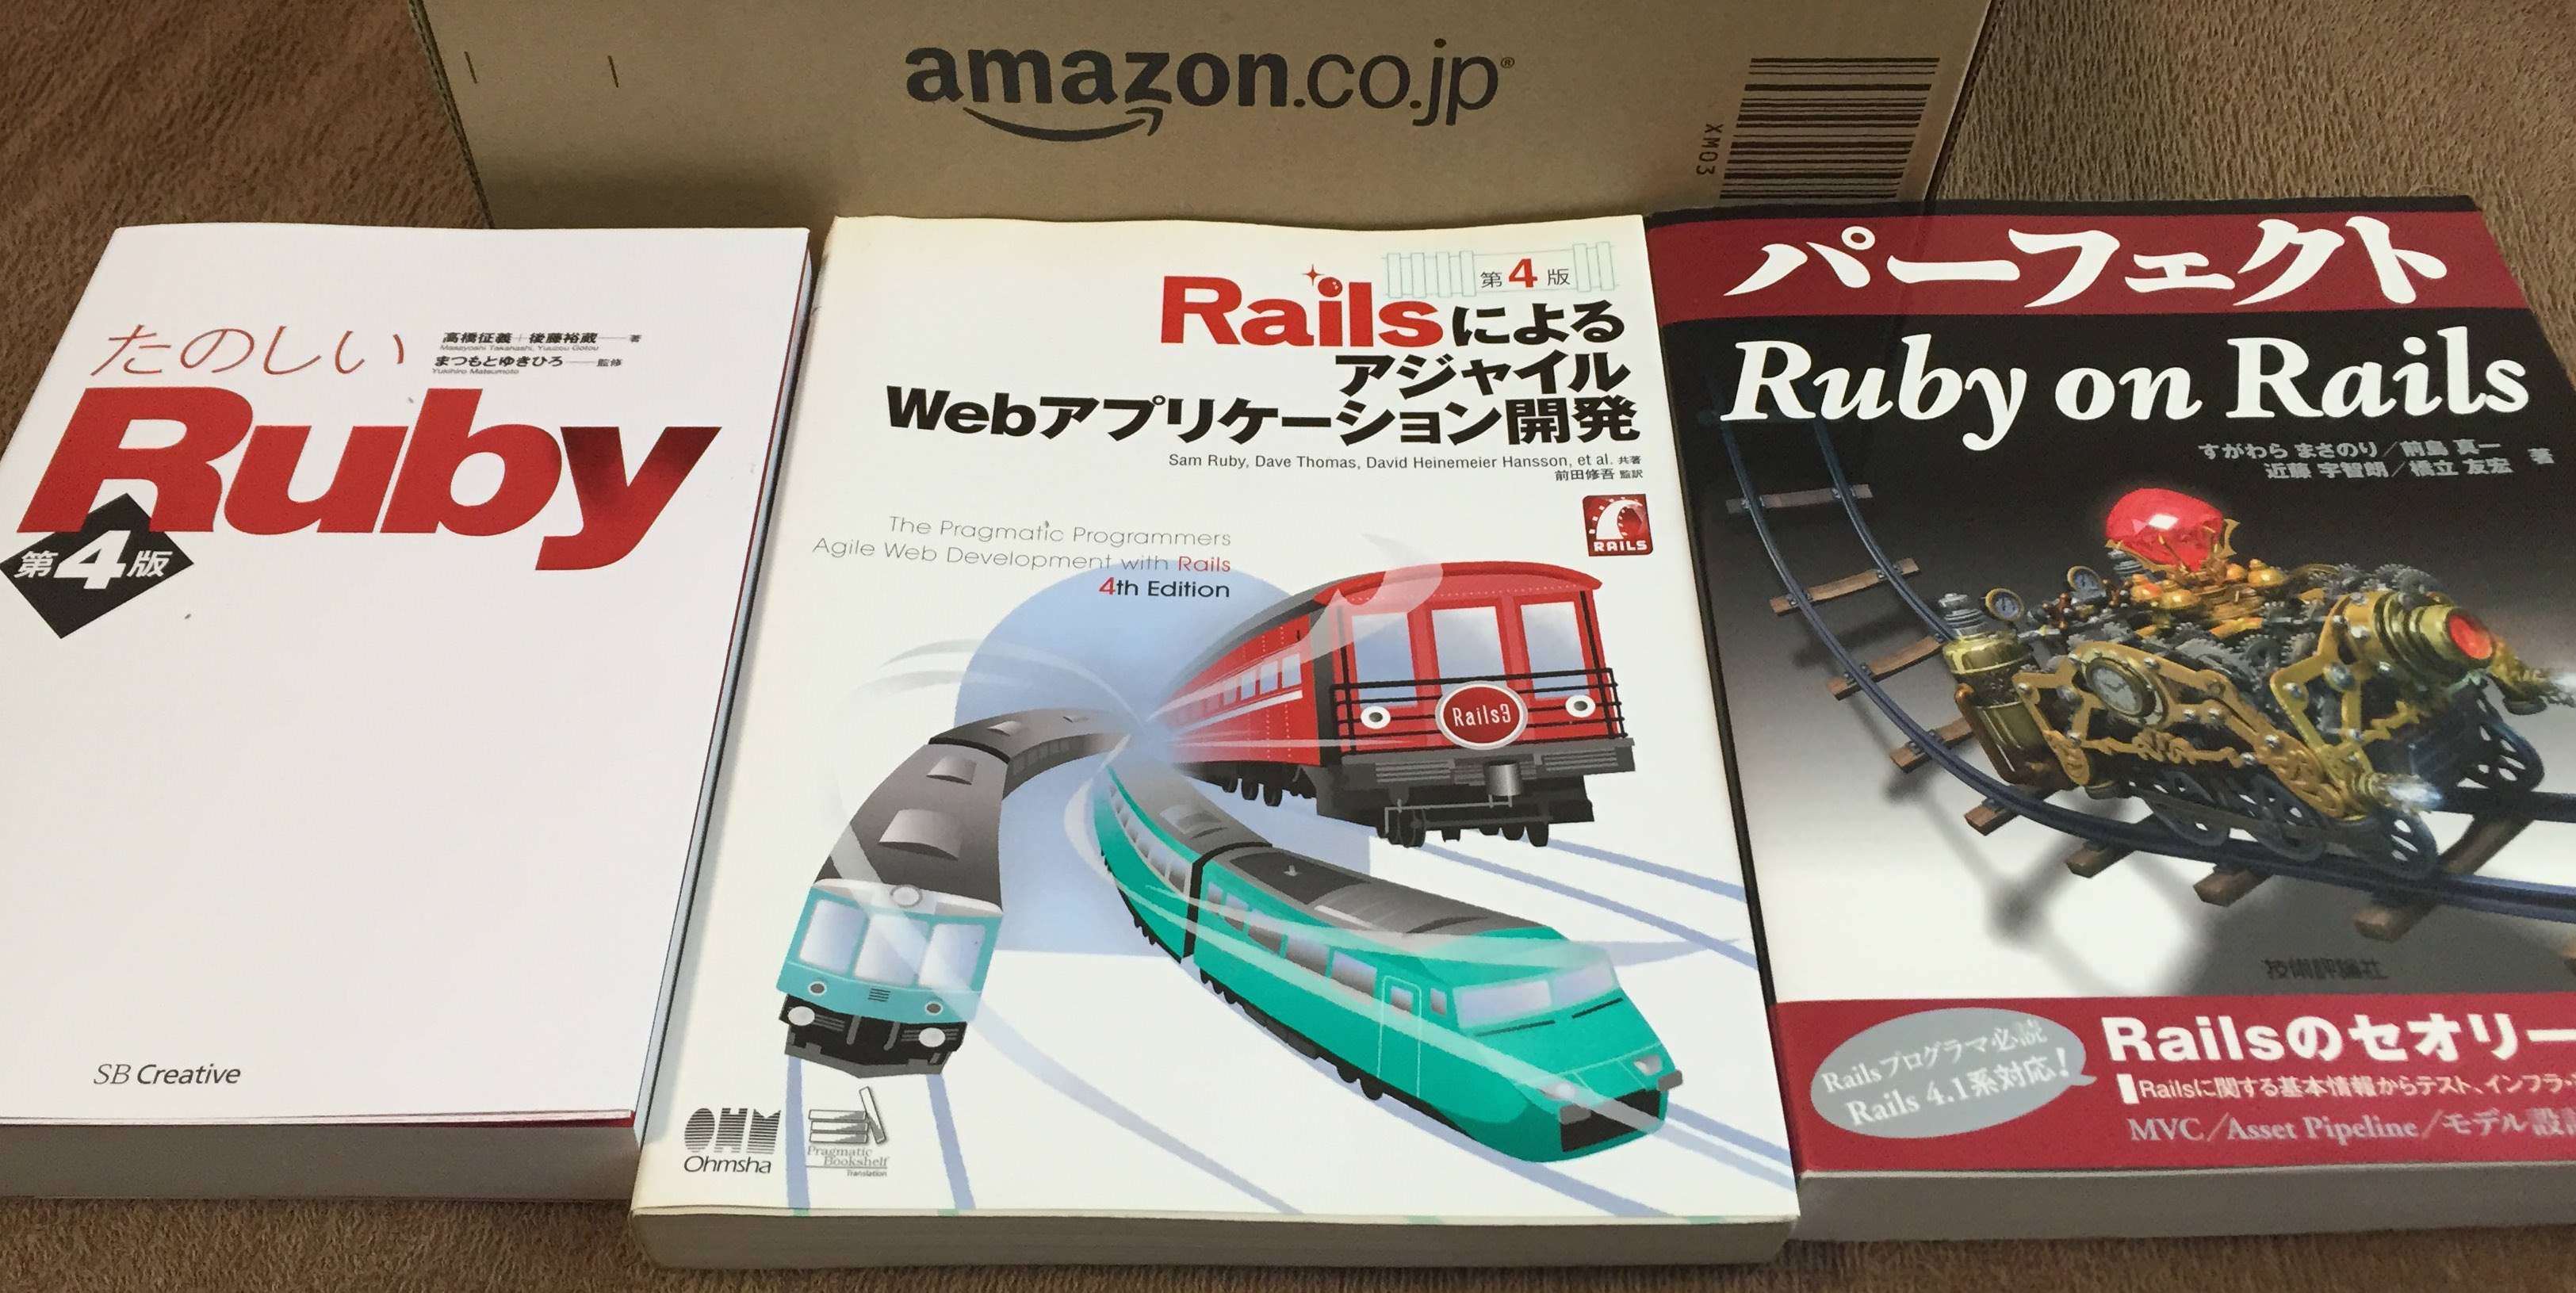 amazon.co.jp®
XM03
たのしい
高橋征義+後藤裕蔵——著
Masayoshi Takahashi, Yuuzou Gotou
まつもとゆきひろ——監修
Yukihiro Matsumoto
Ruby
第4版
SB Creative
第4版
Railsによる
アジャイル
Webアプリケーション開発
Sam Ruby, Dave Thomas, David Heinemeier Hansson, et al. 共著
前田修吾 監訳
RAILS
The Pragmatic Programmers
Agile Web Development with Rails
4th Edition
Rails3
OHM
Ohmsha
Pragmatic
Bookshelf
Translation
パーフェクト
Ruby on Rails
すがわら まさのり/前島 真一
近藤 宇智朗/橋立 友宏 著
技術評論社
Railsプログラマ必読
Rails 4.1系対応!
Railsのセオリー
Railsに関する基本情報からテスト、インフラ
MVC/Asset Pipeline/モデル設